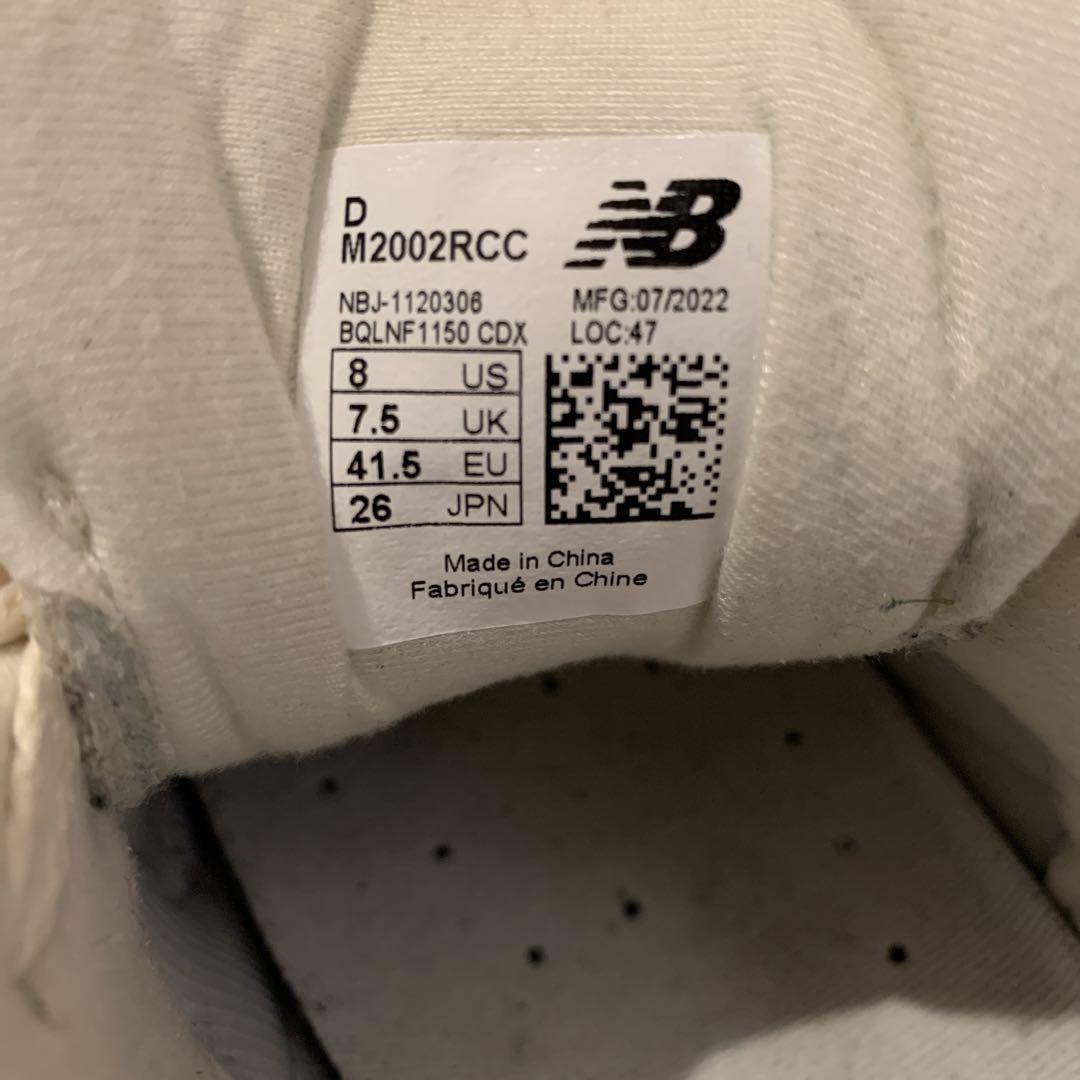 D
M2002RCC
NB
NBJ-1120306
MFG:07/2022
BQLNF1150 CDX
LOC:47
8 US
7.5 UK
41.5 EU
26 JPN
Made in China
Fabriqué en Chine